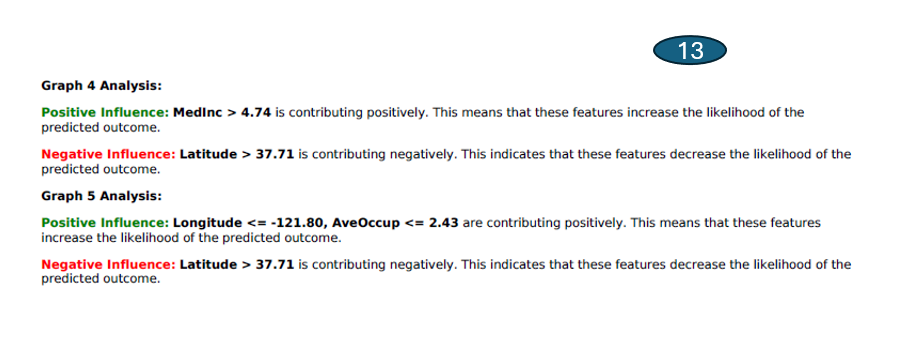 13
Graph 4 Analysis:
Positive Influence: MedInc > 4.74 is contributing positively. This means that these features increase the likelihood of the
predicted outcome.
Negative Influence: Latitude > 37.71 is contributing negatively. This indicates that these features decrease the likelihood of the
predicted outcome.
Graph 5 Analysis:
Positive Influence: Longitude <= -121.80, AveOccup <= 2.43 are contributing positively. This means that these features
increase the likelihood of the predicted outcome.
Negative Influence: Latitude > 37.71 is contributing negatively. This indicates that these features decrease the likelihood of the
predicted outcome.